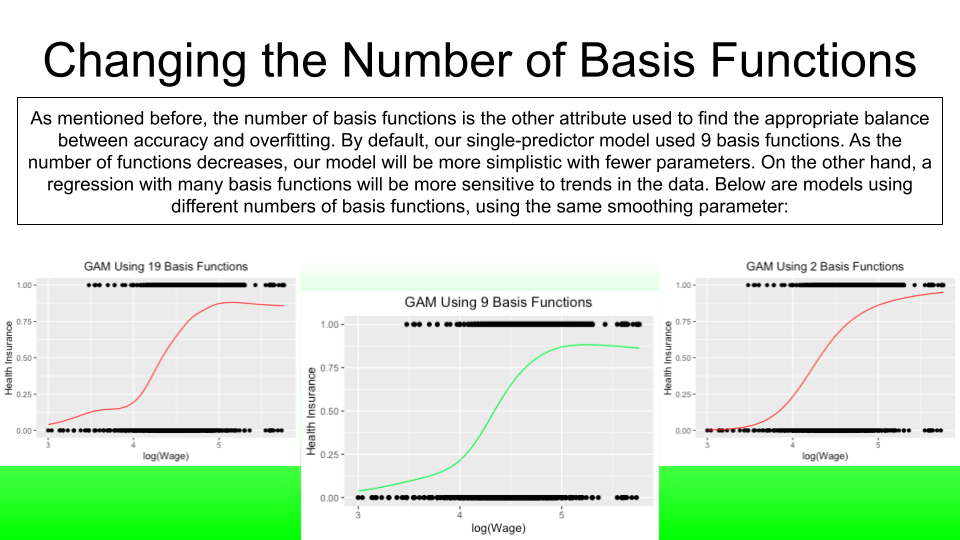 Changing the Number of Basis Functions
As mentioned before, the number of basis functions is the other attribute used to find the appropriate balance
between accuracy and overfitting. By default, our single-predictor model used 9 basis functions. As the
number of functions decreases, our model will be more simplistic with fewer parameters. On the other hand, a
regression with many basis functions will be more sensitive to trends in the data. Below are models using
different numbers of basis functions, using the same smoothing parameter:
GAM Using 19 Basis Functions
1.00
0.75
0.50
0.25
0.00
Health Insurance
3 4 5
log(Wage)
GAM Using 9 Basis Functions
1.00
0.75
0.50
0.25
0.00
Health Insurance
3 4 5
log(Wage)
GAM Using 2 Basis Functions
1.00
0.75
0.50
0.25
0.00
Health Insurance
3 4 5
log(Wage)